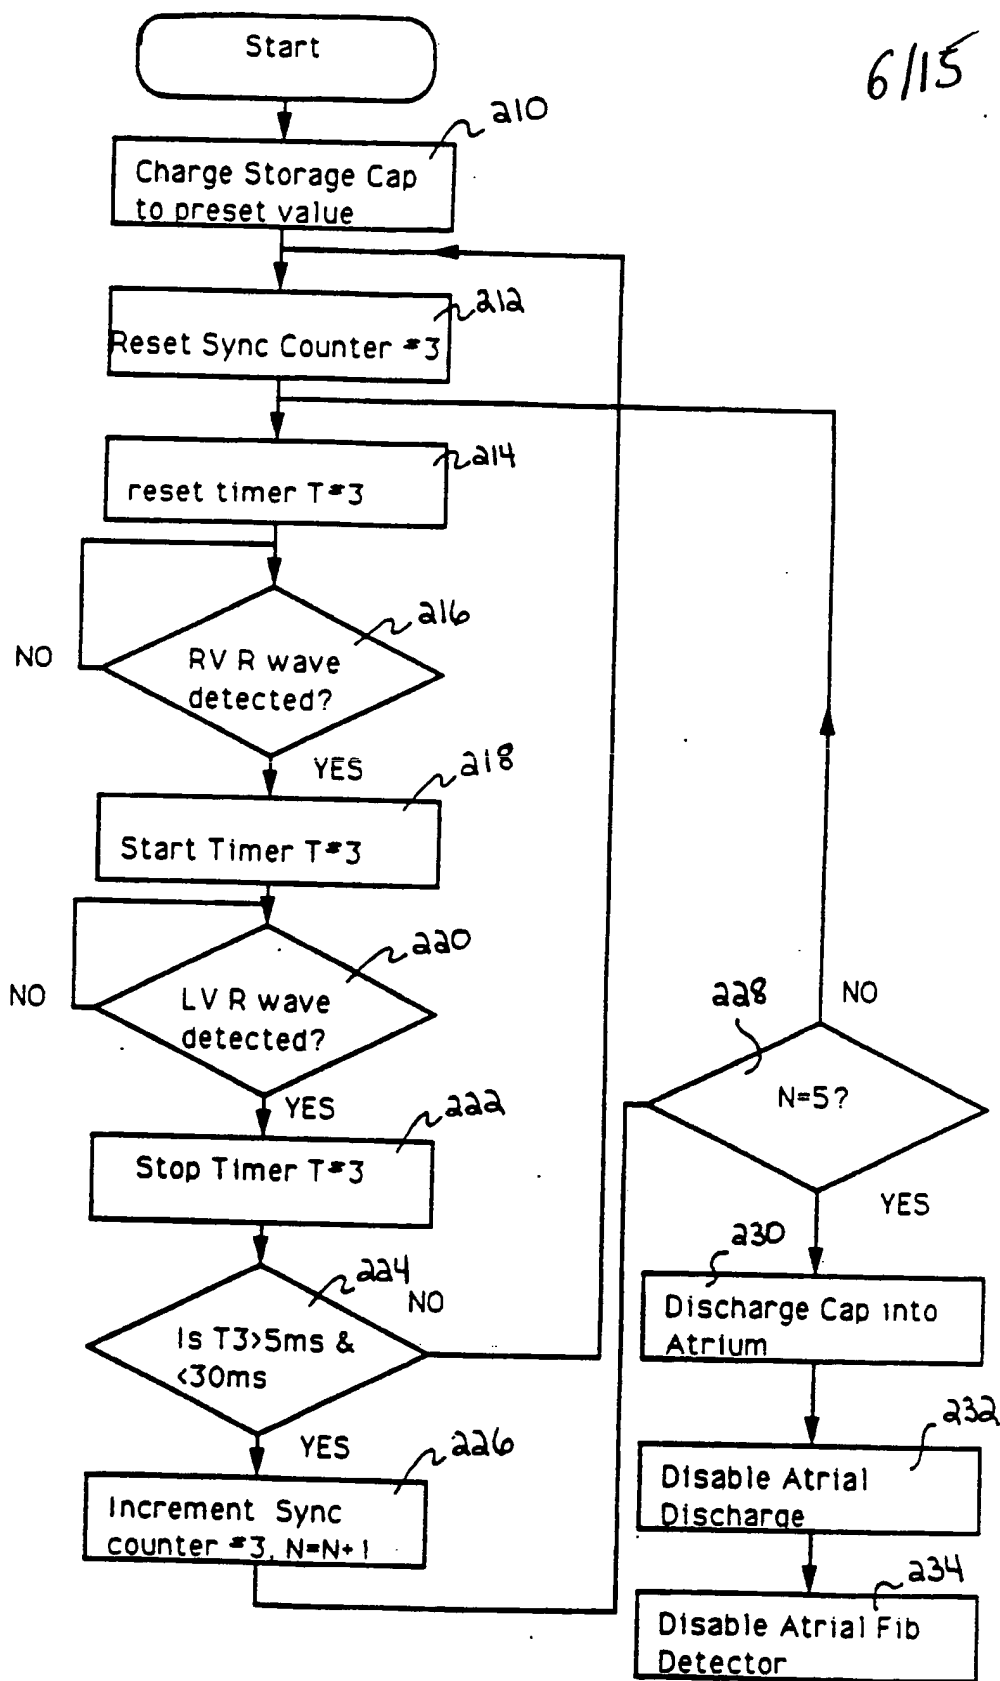 Start
6/15
210
Charge Storage Cap
to preset value
212
Reset Sync Counter #3
214
reset timer T#3
216
NO
RV R wave
detected?
YES
218
Start Timer T#3
220
NO
LV R wave
detected?
YES
222
Stop Timer T#3
224
NO
Is T3>5ms &
<30ms
YES
226
Increment Sync
counter #3, N=N+1
228
NO
N=5?
YES
230
Discharge Cap into
Atrium
232
Disable Atrial
Discharge
234
Disable Atrial Fib
Detector